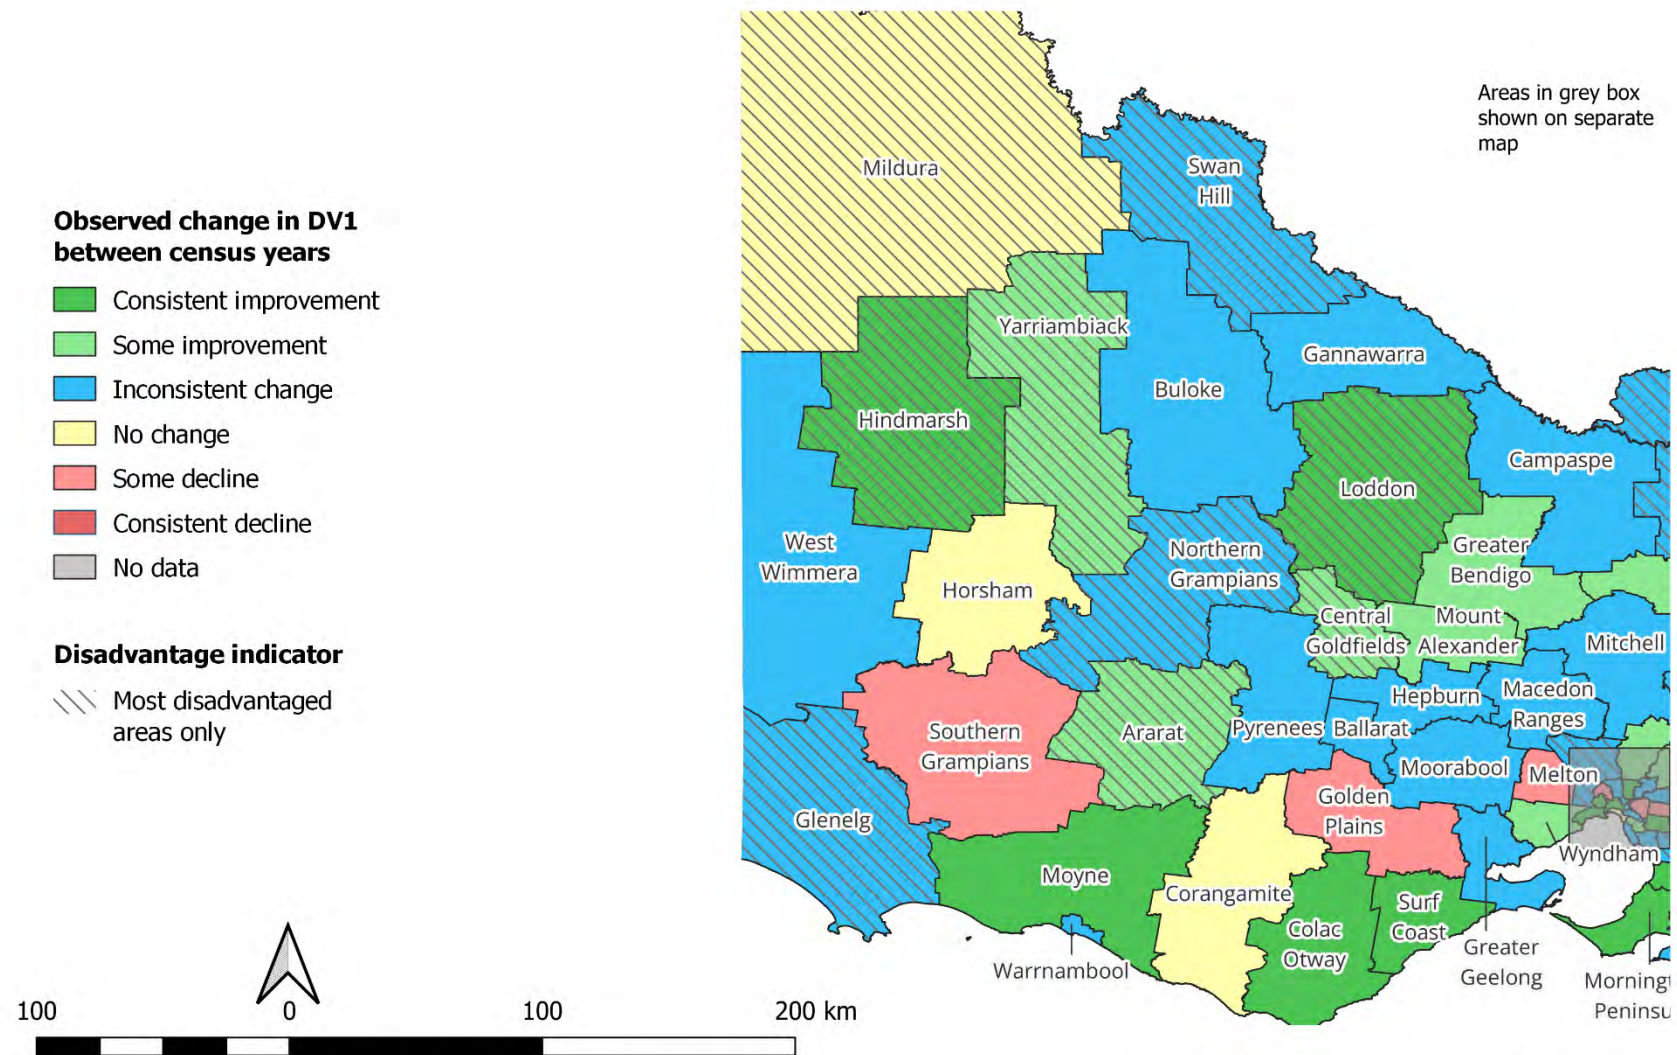 Areas in grey box
shown on separate
map
Observed change in DV1
between census years
Consistent improvement
Some improvement
Inconsistent change
No change
Some decline
Consistent decline
No data
Disadvantage indicator
Most disadvantaged
areas only
100
0
100
200 km
Mildura
Swan
Hill
Yarriambiack
Gannawarra
Buloke
Hindmarsh
Campaspe
Loddon
West
Wimmera
Northern
Grampians
Greater
Bendigo
Horsham
Central
Goldfields
Mount
Alexander
Mitchell
Hepburn
Macedon
Ranges
Southern
Grampians
Ararat
Pyrenees
Ballarat
Moorabool
Melton
Golden
Plains
Glenelg
Wyndham
Moyne
Corangamite
Surf
Coast
Colac
Otway
Greater
Geelong
Warrnambool
Morningt
Peninsu